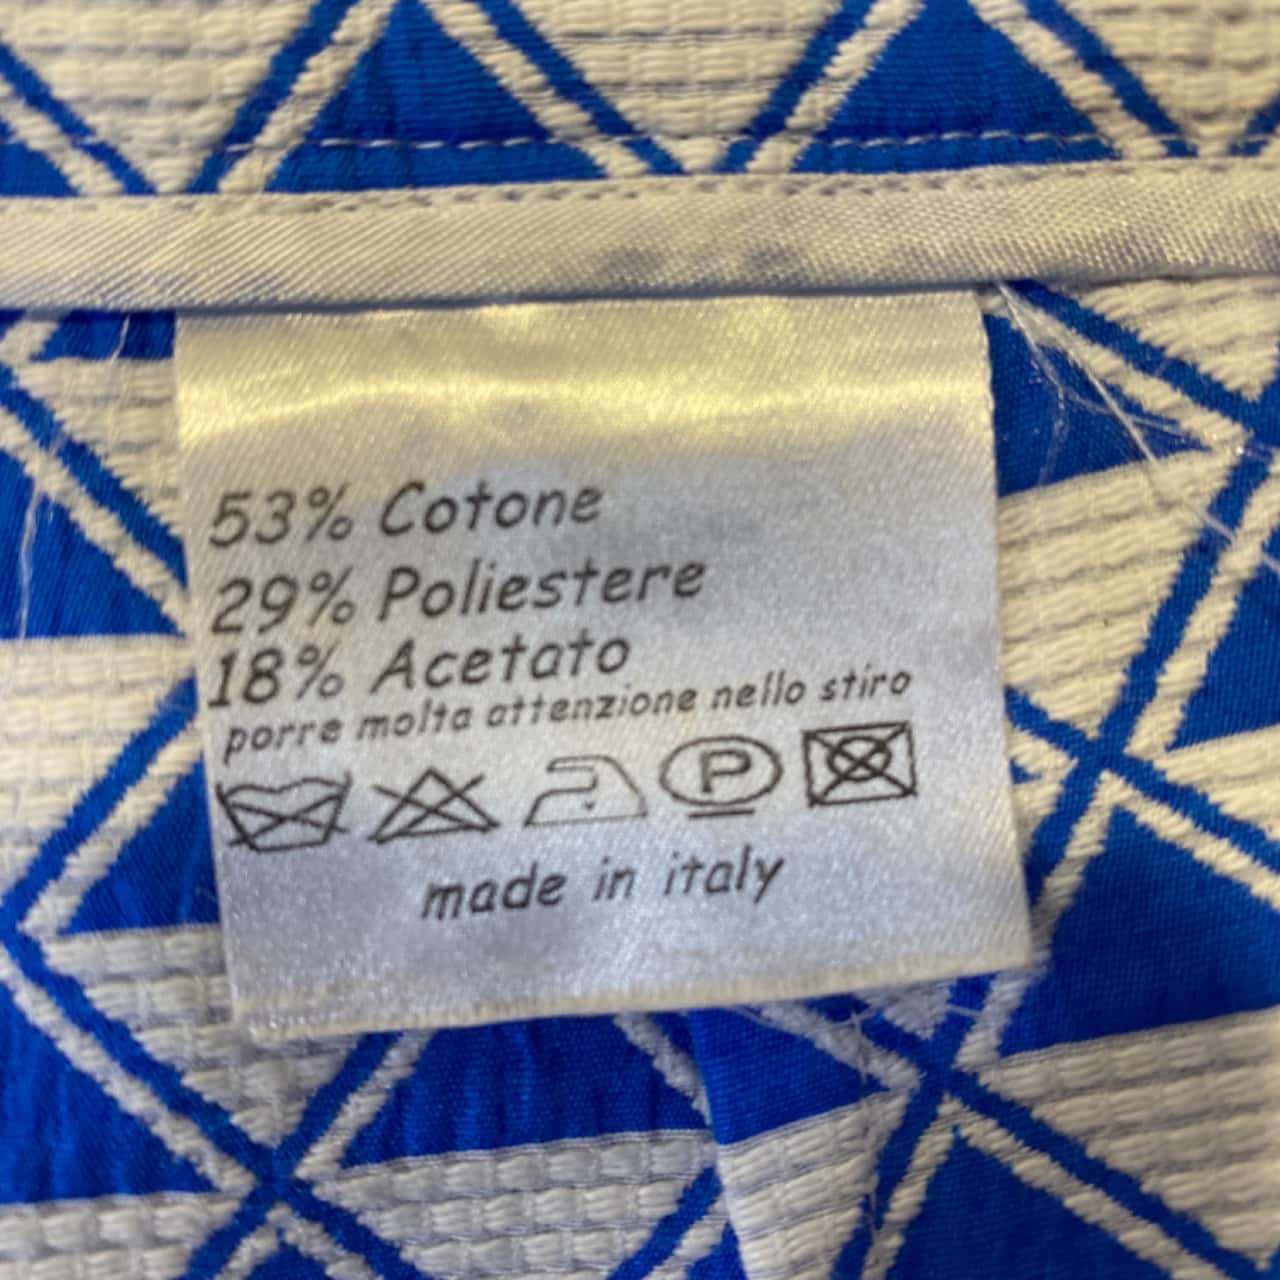 53% Cotone
29% Poliestere
18% Acetato
porre molta attenzione nello stiro
P
made in italy